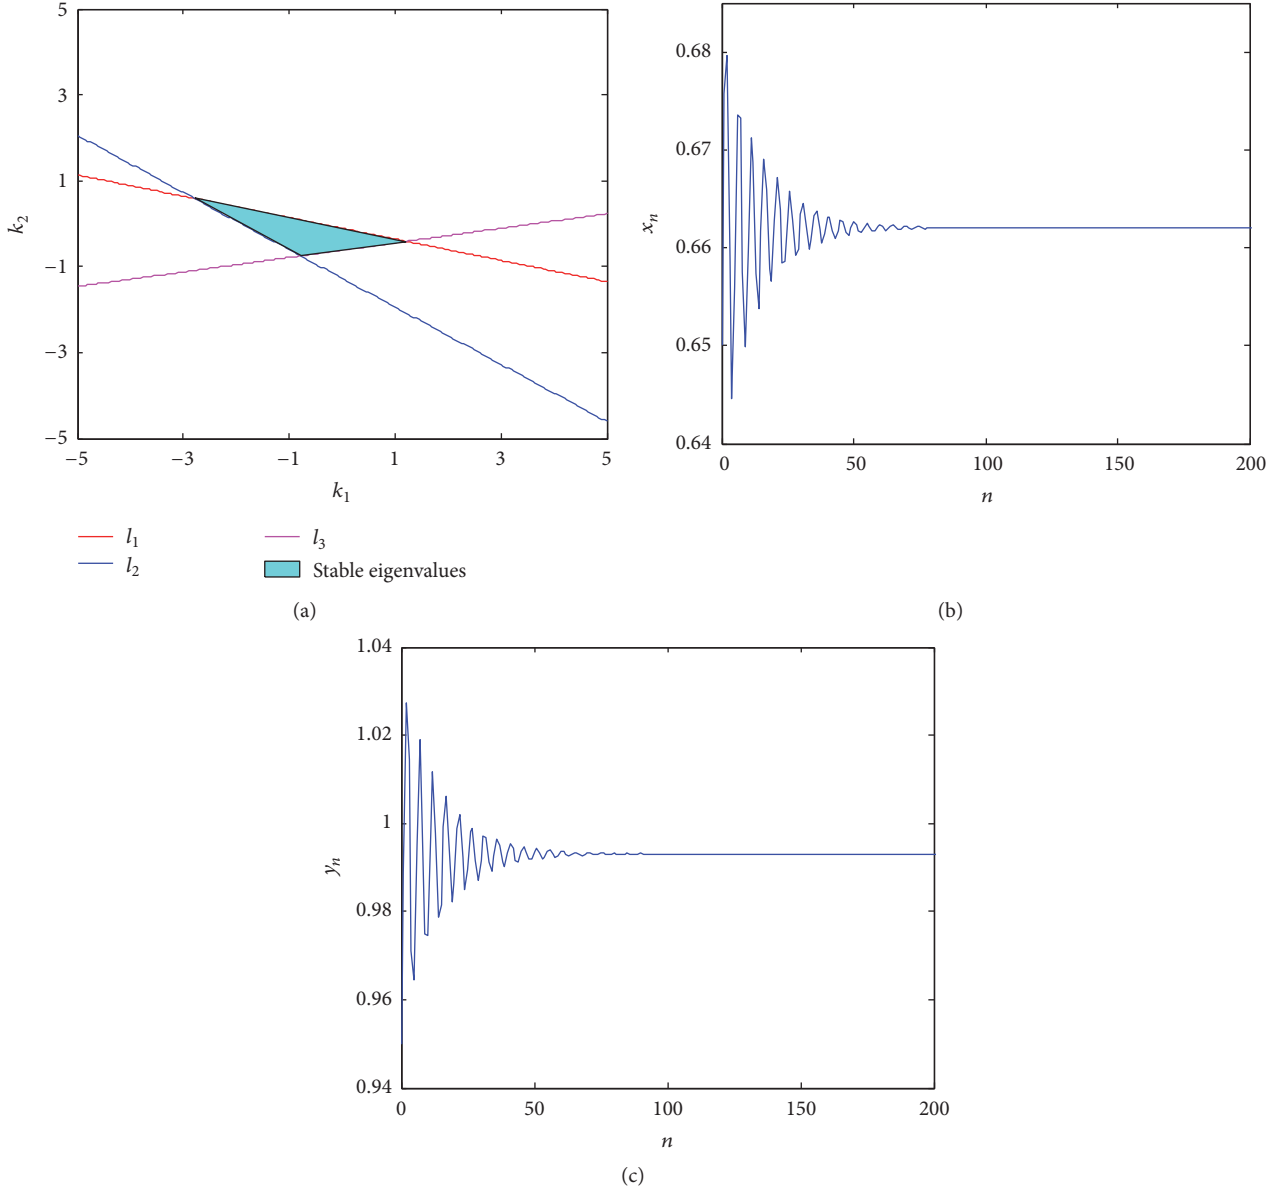 5
3
1
−1
−3
−5
k2
−5
−3
−1
1
3
5
k1
l1
l2
l3
Stable eigenvalues
(a)
0.68
0.67
0.66
0.65
0.64
xn
0
50
100
150
200
n
(b)
1.04
1.02
1
0.98
0.96
0.94
yn
0
50
100
150
200
n
(c)